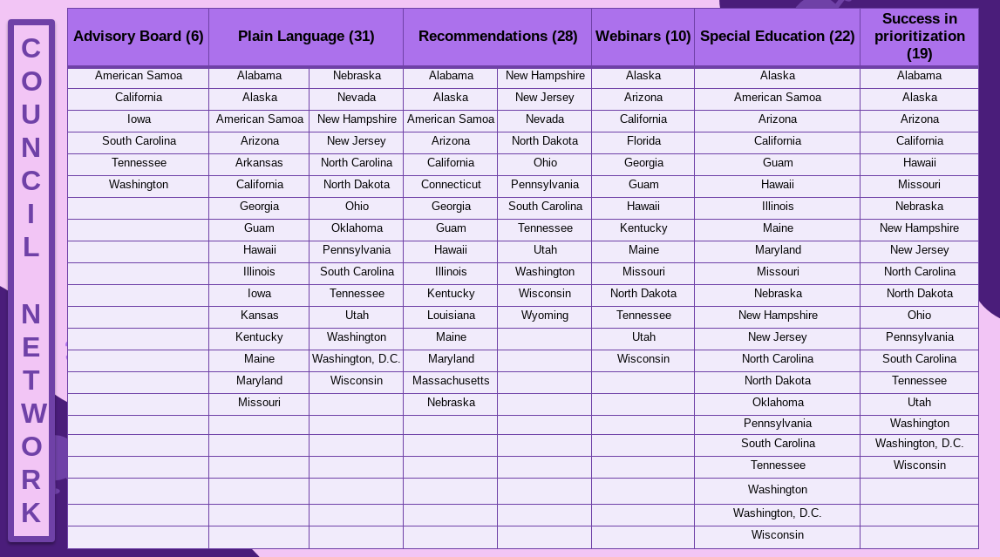 COUNCIL NETWORK
Advisory Board (6) Plain Language (31) Recommendations (28) Webinars (10) Special Education (22) Success in prioritization (19)
American Samoa Alabama Nebraska Alabama New Hampshire Alaska Alaska Alabama
California Alaska Nevada Alaska New Jersey Arizona American Samoa Alaska
Iowa American Samoa New Hampshire American Samoa Nevada California Arizona Arizona
South Carolina Arizona New Jersey Arizona North Dakota Florida California California
Tennessee Arkansas North Carolina California Ohio Georgia Guam Hawaii
Washington California North Dakota Connecticut Pennsylvania Guam Hawaii Missouri
Georgia Ohio Georgia South Carolina Hawaii Illinois Nebraska
Guam Oklahoma Guam Tennessee Kentucky Maine New Hampshire
Hawaii Pennsylvania Hawaii Utah Maine Maryland New Jersey
Illinois South Carolina Illinois Washington Missouri Missouri North Carolina
Iowa Tennessee Kentucky Wisconsin North Dakota Nebraska North Dakota
Kansas Utah Louisiana Wyoming Tennessee New Hampshire Ohio
Kentucky Washington Maine Utah New Jersey Pennsylvania
Maine Washington, D.C. Maryland Wisconsin North Carolina South Carolina
Maryland Wisconsin Massachusetts North Dakota Tennessee
Missouri Nebraska Oklahoma Utah
Pennsylvania Washington
South Carolina Washington, D.C.
Tennessee Wisconsin
Washington
Washington, D.C.
Wisconsin